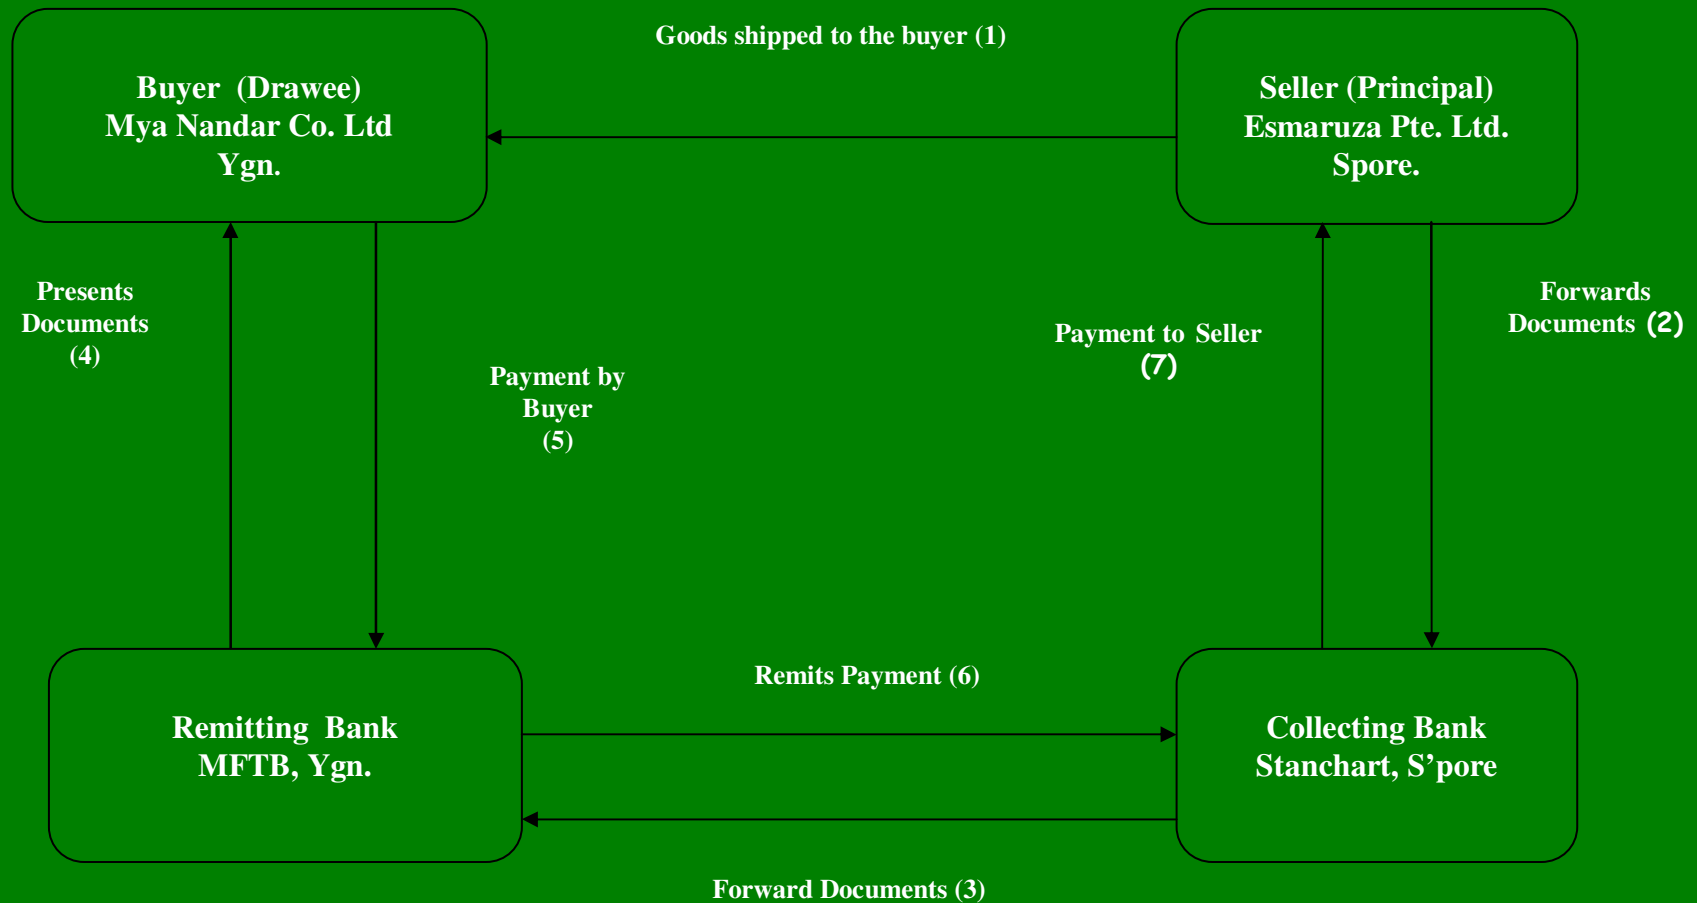 Goods shipped to the buyer (1)
Buyer (Drawee)
Mya Nandar Co. Ltd
Ygn.
Seller (Principal)
Esmaruza Pte. Ltd.
Spore.
Presents
Documents
(4)
Payment by
Buyer
(5)
Payment to Seller
(7)
Forwards
Documents (2)
Remits Payment (6)
Remitting Bank
MFTB, Ygn.
Collecting Bank
Stanchart, S’pore
Forward Documents (3)